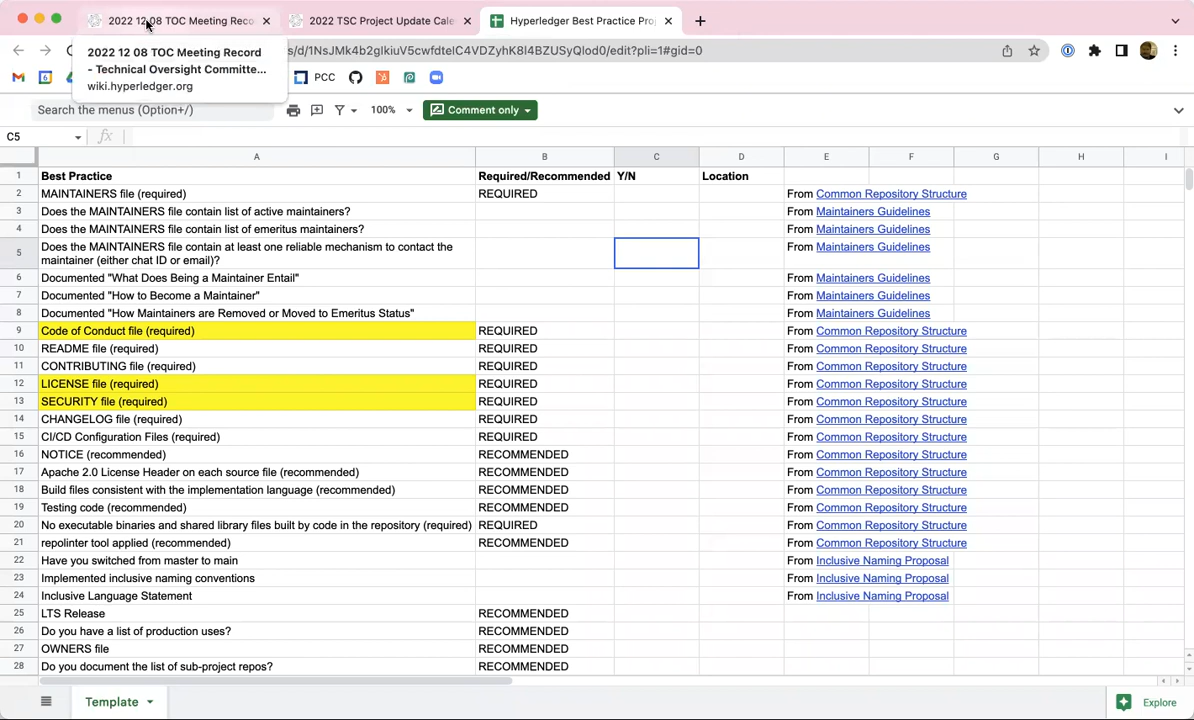 2022 12 08 TOC Meeting Reco
2022 TSC Project Update Cale
Hyperledger Best Practice Pro
s/d/1NsJMk4b2gIkiuV5cwfdtelC4VDZyhK8I4BZUSyQlod0/edit?pli=1#gid=0
2022 12 08 TOC Meeting Record
- Technical Oversight Committe...
wiki.hyperledger.org
PCC
Search the menus (Option+/)
100%
Comment only
C5
fx
A B C D E F G H I
1 Best Practice Required/Recommended Y/N Location
2 MAINTAINERS file (required) REQUIRED From Common Repository Structure
3 Does the MAINTAINERS file contain list of active maintainers? From Maintainers Guidelines
4 Does the MAINTAINERS file contain list of emeritus maintainers? From Maintainers Guidelines
5 Does the MAINTAINERS file contain at least one reliable mechanism to contact the From Maintainers Guidelines
maintainer (either chat ID or email)?
6 Documented "What Does Being a Maintainer Entail" From Maintainers Guidelines
7 Documented "How to Become a Maintainer" From Maintainers Guidelines
8 Documented "How Maintainers are Removed or Moved to Emeritus Status" From Maintainers Guidelines
9 Code of Conduct file (required) REQUIRED From Common Repository Structure
10 README file (required) REQUIRED From Common Repository Structure
11 CONTRIBUTING file (required) REQUIRED From Common Repository Structure
12 LICENSE file (required) REQUIRED From Common Repository Structure
13 SECURITY file (required) REQUIRED From Common Repository Structure
14 CHANGELOG file (required) REQUIRED From Common Repository Structure
15 CI/CD Configuration Files (required) REQUIRED From Common Repository Structure
16 NOTICE (recommended) RECOMMENDED From Common Repository Structure
17 Apache 2.0 License Header on each source file (recommended) RECOMMENDED From Common Repository Structure
18 Build files consistent with the implementation language (recommended) RECOMMENDED From Common Repository Structure
19 Testing code (recommended) RECOMMENDED From Common Repository Structure
20 No executable binaries and shared library files built by code in the repository (required) REQUIRED From Common Repository Structure
21 repolinter tool applied (recommended) RECOMMENDED From Common Repository Structure
22 Have you switched from master to main From Inclusive Naming Proposal
23 Implemented inclusive naming conventions From Inclusive Naming Proposal
24 Inclusive Language Statement From Inclusive Naming Proposal
25 LTS Release RECOMMENDED
26 Do you have a list of production uses? RECOMMENDED
27 OWNERS file RECOMMENDED
28 Do you document the list of sub-project repos? RECOMMENDED
Template
Explore